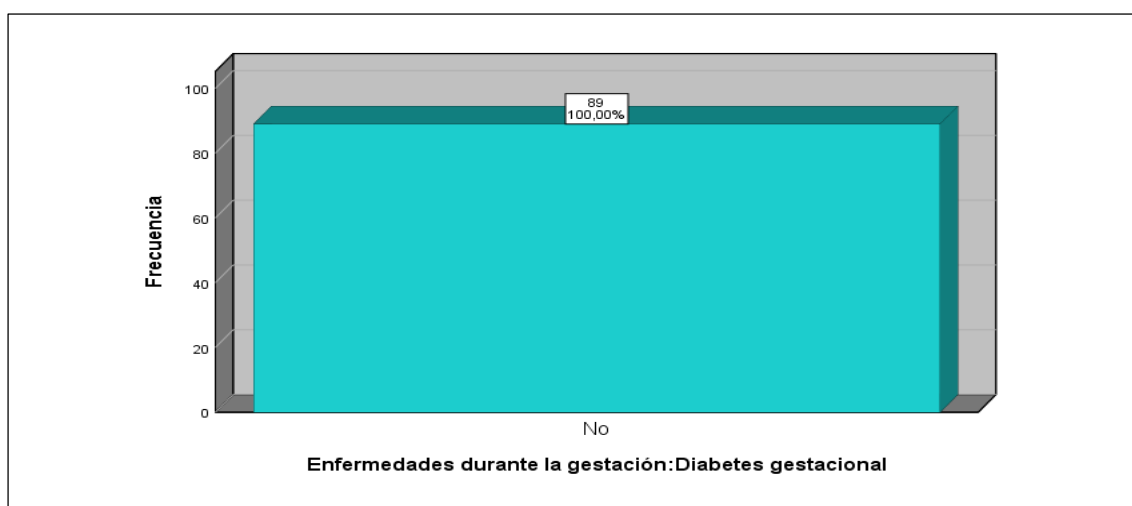 89
100,00%
100
80
60
40
20
0
Frecuencia
No
Enfermedades durante la gestación:Diabetes gestacional